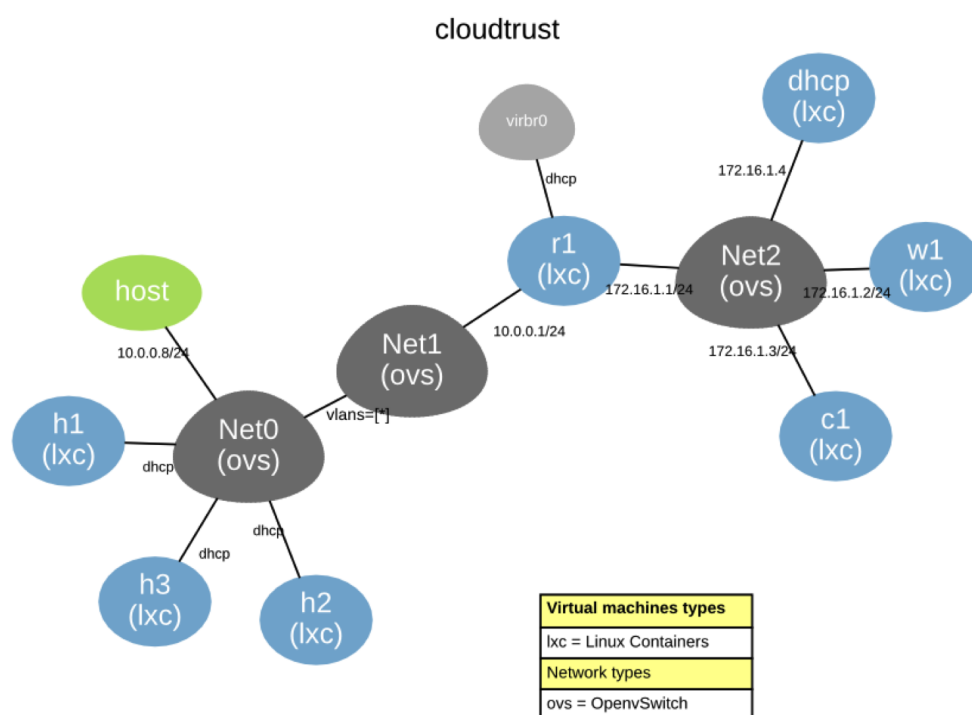 cloudtrust
dhcp
(lxc)
virbr0
dhcp
172.16.1.4
r1
(lxc)
Net2
(ovs)
w1
(lxc)
172.16.1.1/24
172.16.1.2/24
host
10.0.0.8/24
Net1
(ovs)
10.0.0.1/24
172.16.1.3/24
vlans=[*]
h1
(lxc)
dhcp
Net0
(ovs)
c1
(lxc)
dhcp
dhcp
h3
(lxc)
h2
(lxc)
Virtual machines types
lxc = Linux Containers
Network types
ovs = OpenvSwitch